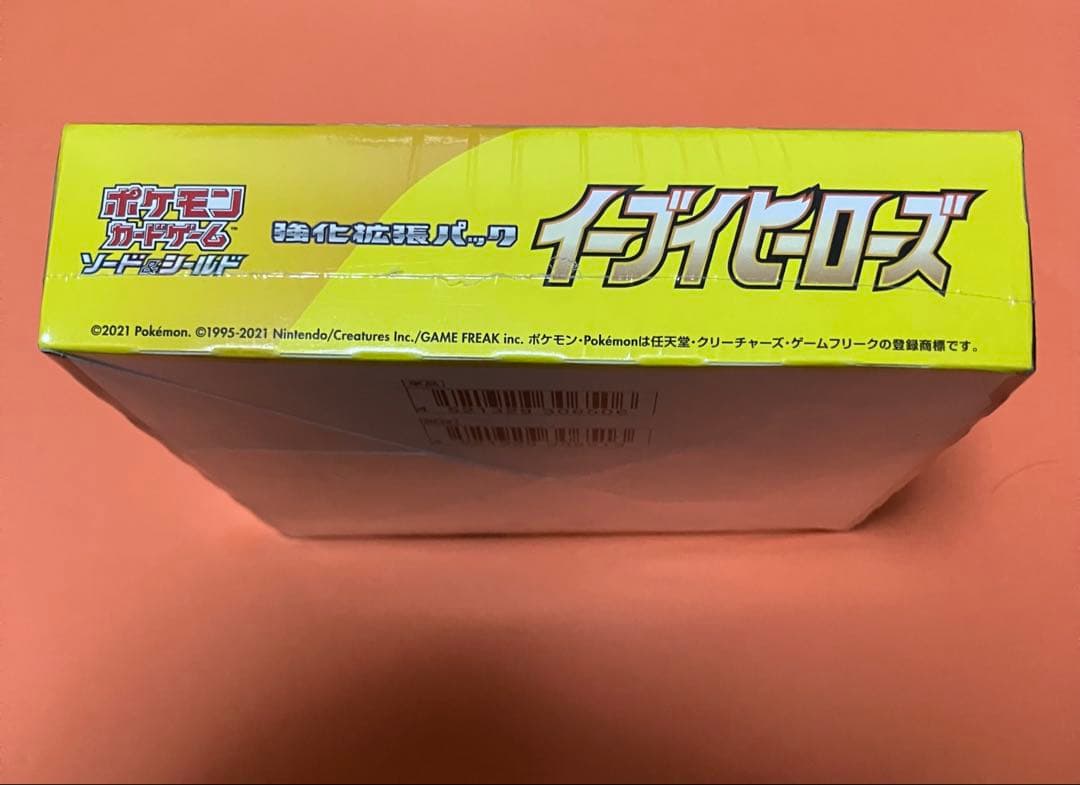 ポケモン
カードゲーム™
ソード&シールド
強化拡張パック
イーブイヒーローズ
©2021 Pokémon. ©1995-2021 Nintendo/Creatures Inc./GAME FREAK inc. ポケモン・Pokémonは任天堂・クリーチャーズ・ゲームフリークの登録商標です。